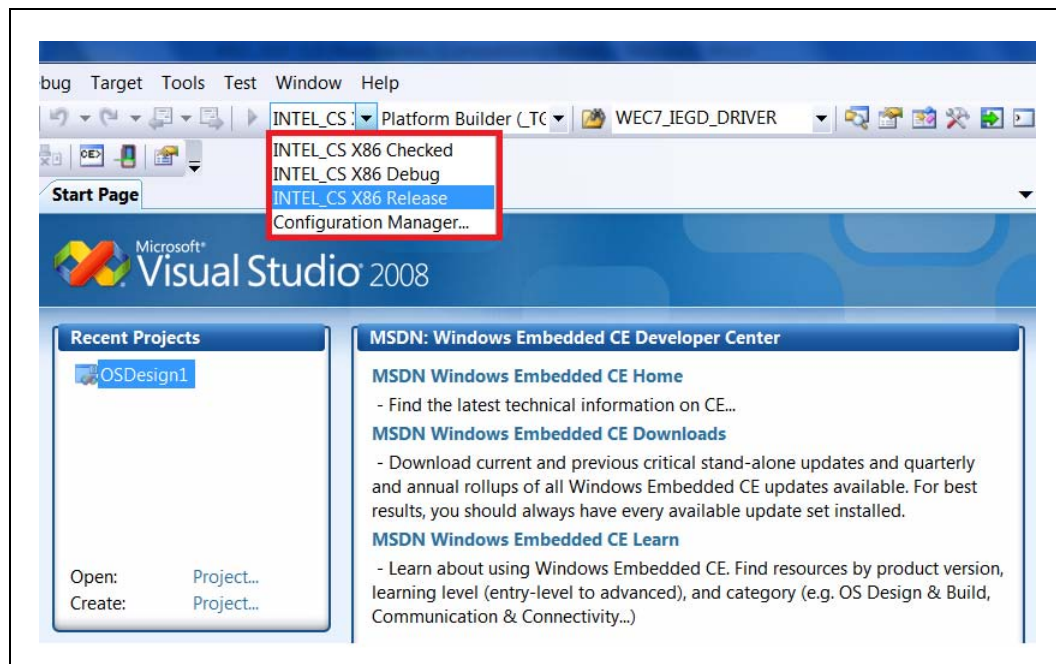 bug Target Tools Test Window Help
INTEL_CS Platform Builder (_TG WEC7_IEGD_DRIVER
CE>
INTEL_CS X86 Checked
INTEL_CS X86 Debug
INTEL_CS X86 Release
Configuration Manager...
Start Page
Microsoft*
Visual Studio* 2008
Recent Projects
OSDesign1
Open: Project...
Create: Project...
MSDN: Windows Embedded CE Developer Center
MSDN Windows Embedded CE Home
- Find the latest technical information on CE...
MSDN Windows Embedded CE Downloads
- Download current and previous critical stand-alone updates and quarterly
and annual rollups of all Windows Embedded CE updates available. For best
results, you should always have every available update set installed.
MSDN Windows Embedded CE Learn
- Learn about using Windows Embedded CE. Find resources by product version,
learning level (entry-level to advanced), and category (e.g. OS Design & Build,
Communication & Connectivity...)